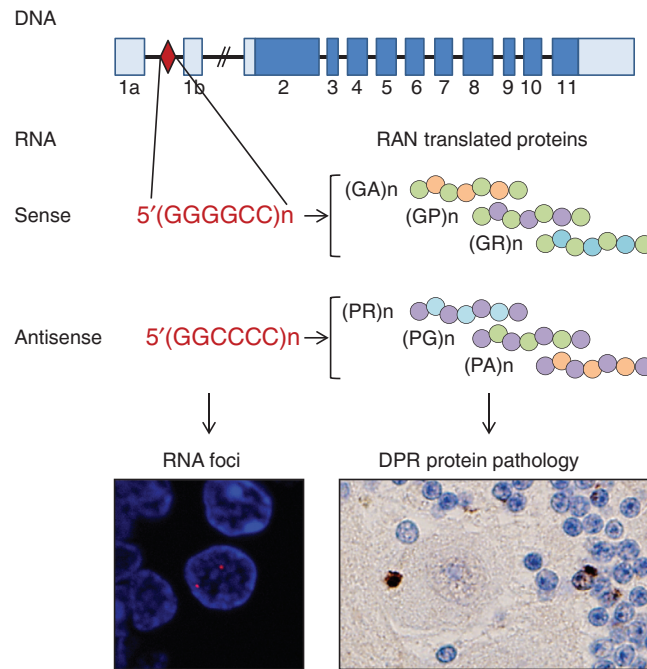 DNA
1a 1b 2 3 4 5 6 7 8 9 10 11
RNA RAN translated proteins
Sense 5′(GGGGCC)n
(GA)n
(GP)n
(GR)n
Antisense 5′(GGCCCC)n
(PR)n
(PG)n
(PA)n
RNA foci DPR protein pathology